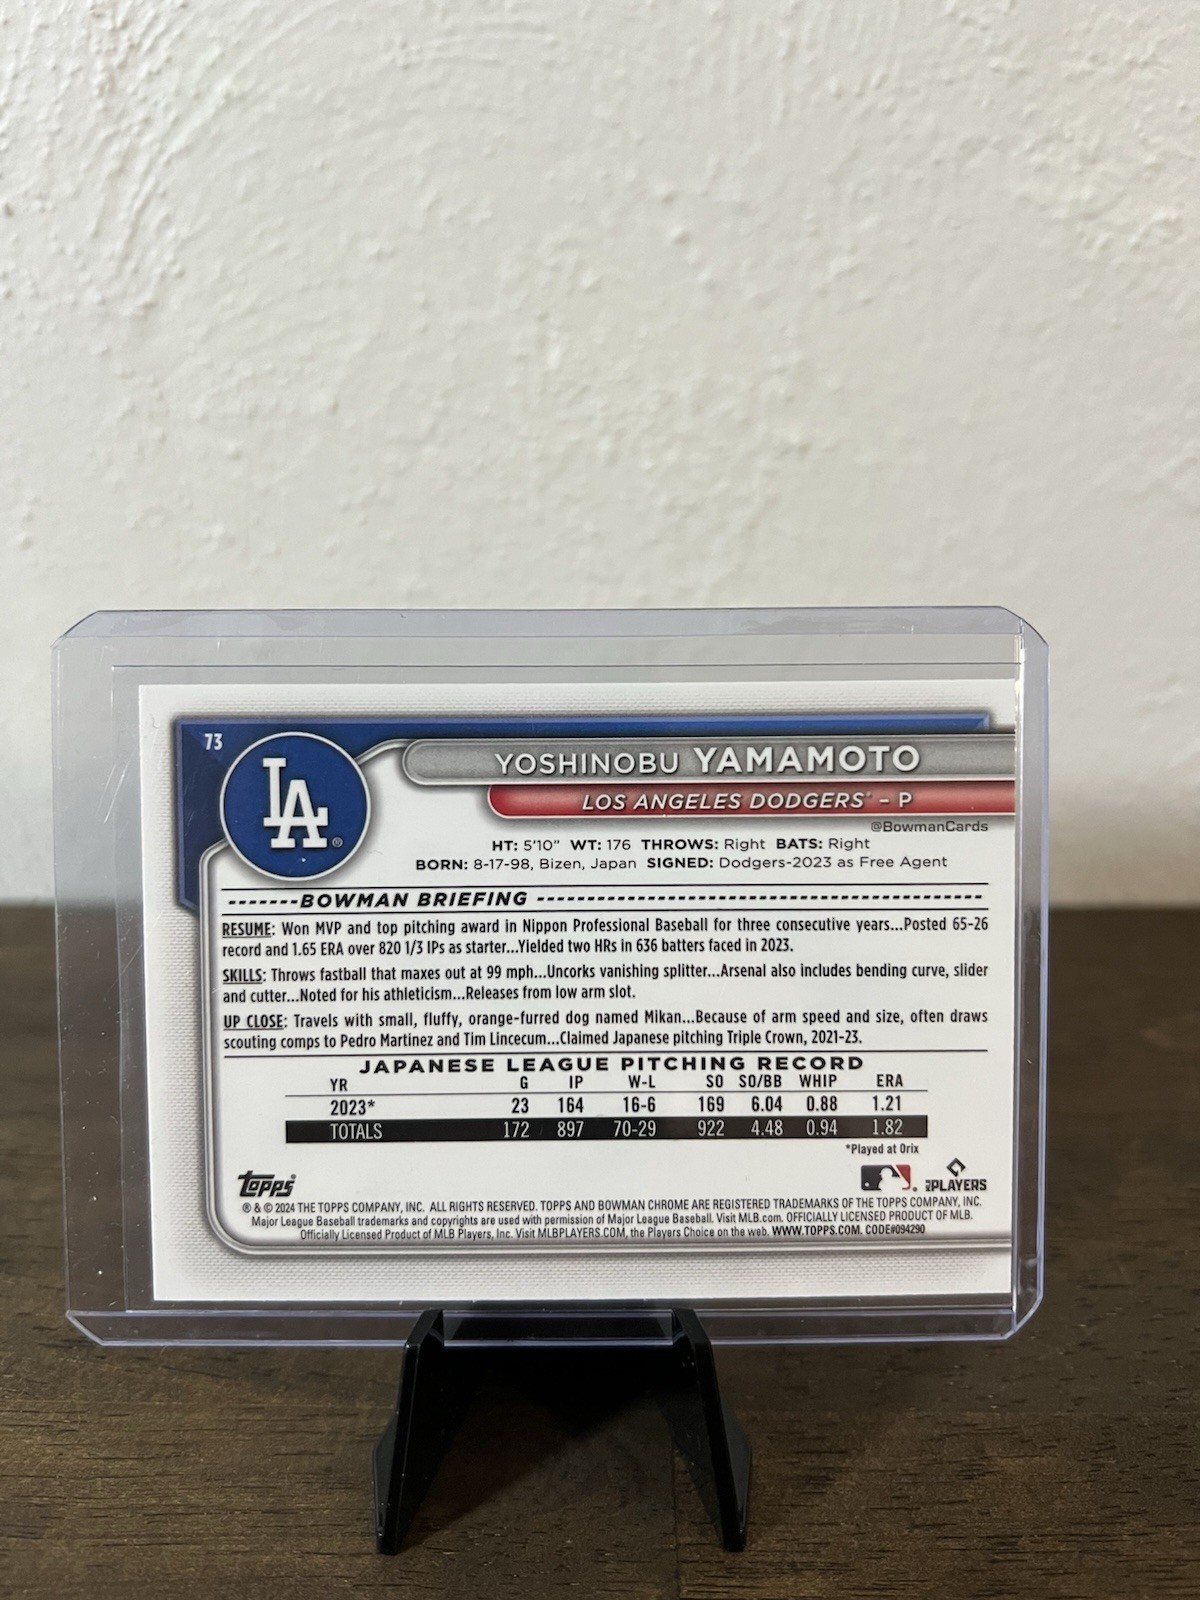 73
LA®
YOSHINOBU YAMAMOTO
LOS ANGELES DODGERS® – P
@BowmanCards
HT: 5'10" WT: 176 THROWS: Right BATS: Right
BORN: 8-17-98, Bizen, Japan SIGNED: Dodgers-2023 as Free Agent
BOWMAN BRIEFING
RESUME: Won MVP and top pitching award in Nippon Professional Baseball for three consecutive years...Posted 65-26
record and 1.65 ERA over 820 1/3 IPs as starter...Yielded two HRs in 636 batters faced in 2023.
SKILLS: Throws fastball that maxes out at 99 mph...Uncorks vanishing splitter...Arsenal also includes bending curve, slider
and cutter...Noted for his athleticism...Releases from low arm slot.
UP CLOSE: Travels with small, fluffy, orange-furred dog named Mikan...Because of arm speed and size, often draws
scouting comps to Pedro Martinez and Tim Lincecum...Claimed Japanese pitching Triple Crown, 2021-23.
JAPANESE LEAGUE PITCHING RECORD
YR G IP W-L SO SO/BB WHIP ERA
2023* 23 164 16-6 169 6.04 0.88 1.21
TOTALS 172 897 70-29 922 4.48 0.94 1.82
*Played at Orix
Topps®
PLAYERS
® & © 2024 THE TOPPS COMPANY, INC. ALL RIGHTS RESERVED. TOPPS AND BOWMAN CHROME ARE REGISTERED TRADEMARKS OF THE TOPPS COMPANY, INC.
Major League Baseball trademarks and copyrights are used with permission of Major League Baseball. Visit MLB.com. OFFICIALLY LICENSED PRODUCT OF MLB.
Officially Licensed Product of MLB Players, Inc. Visit MLBPLAYERS.COM, the Players Choice on the web. WWW.TOPPS.COM. CODE#094290